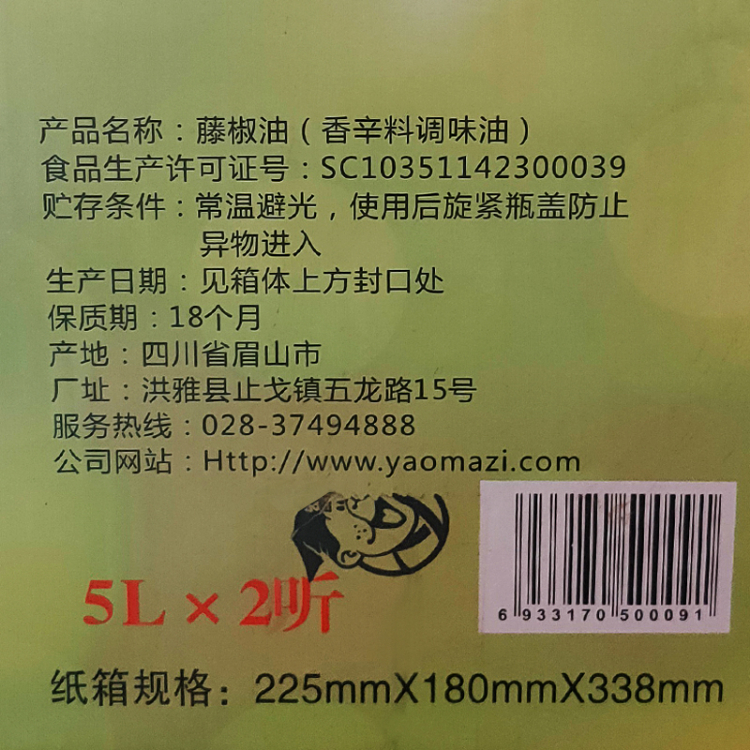 产品名称：藤椒油（香辛料调味油）
食品生产许可证号：SC10351142300039
贮存条件：常温避光，使用后旋紧瓶盖防止
异物进入
生产日期：见箱体上方封口处
保质期：18个月
产地：四川省眉山市
厂址：洪雅县止戈镇五龙路15号
服务热线：028-37494888
公司网站：Http://www.yaomazi.com
5L×2听
6 933170 500091
纸箱规格：225mmX180mmX338mm